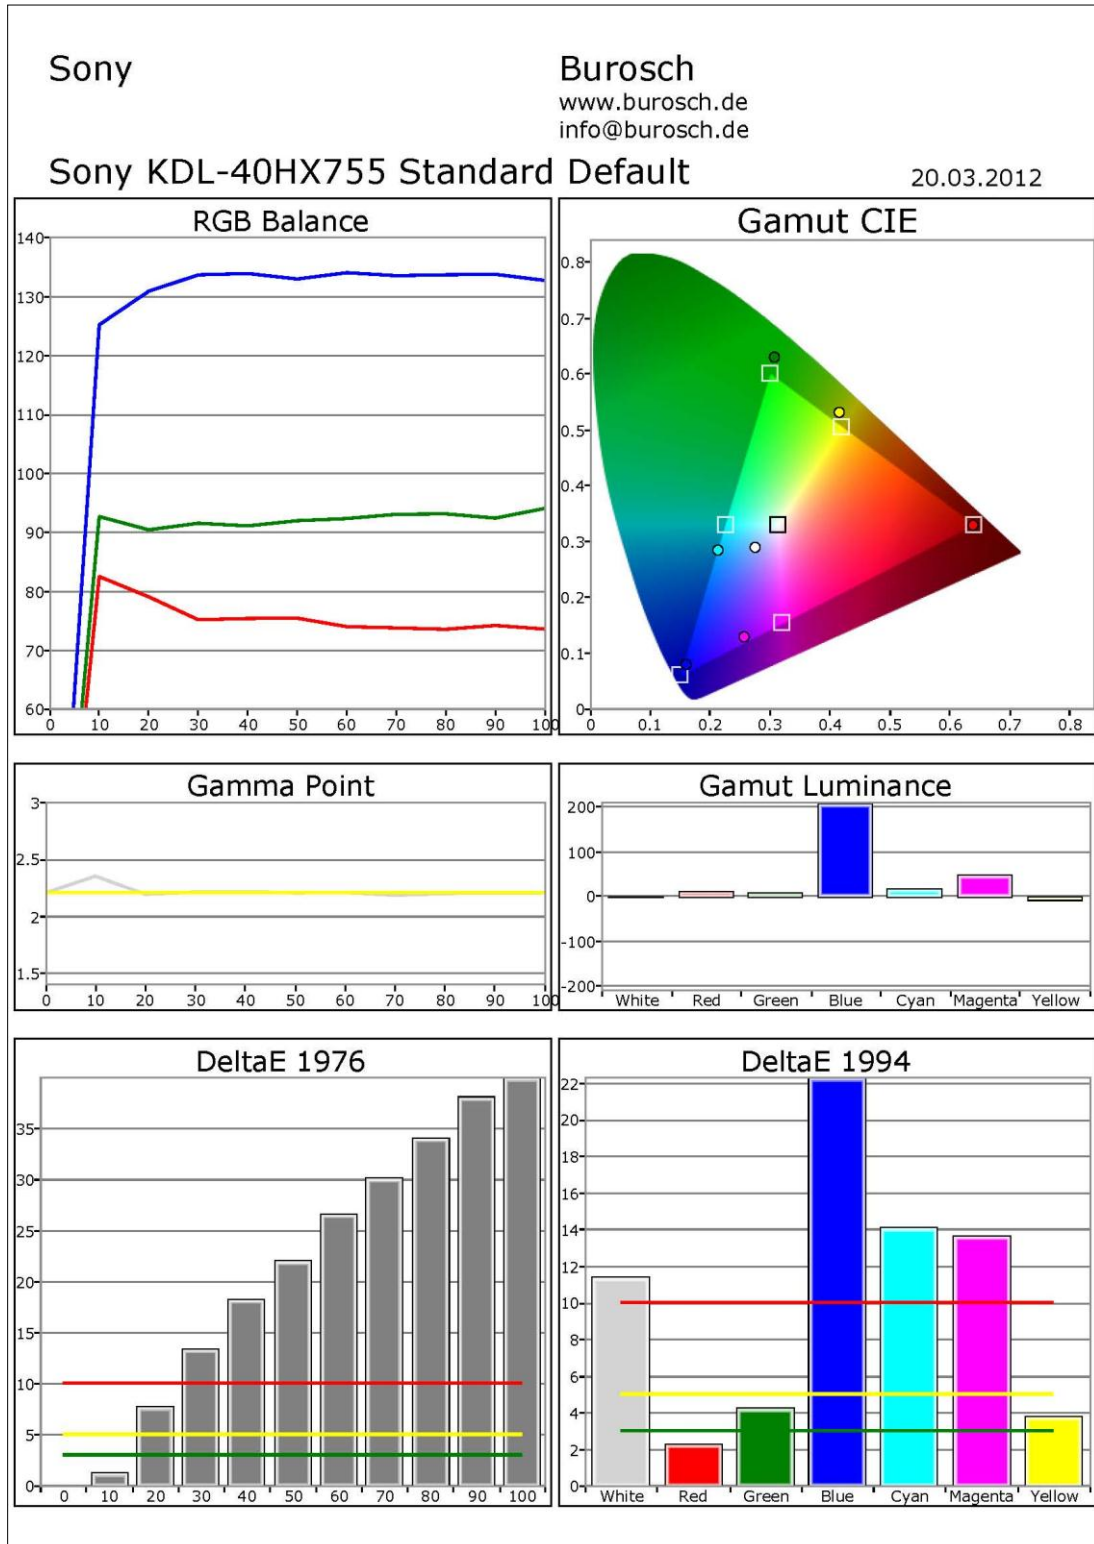 Sony
Burosch
www.burosch.de
info@burosch.de
Sony KDL-40HX755 Standard Default
20.03.2012
RGB Balance
140
130
120
110
100
90
80
70
60
0 10 20 30 40 50 60 70 80 90 100
Gamut CIE
0.8
0.7
0.6
0.5
0.4
0.3
0.2
0.1
0
0 0.1 0.2 0.3 0.4 0.5 0.6 0.7 0.8
Gamma Point
3
2.5
2
1.5
0 10 20 30 40 50 60 70 80 90 100
Gamut Luminance
200
100
0
-100
-200
White Red Green Blue Cyan Magenta Yellow
DeltaE 1976
35
30
25
20
15
10
5
0
0 10 20 30 40 50 60 70 80 90 100
DeltaE 1994
22
20
18
16
14
12
10
8
6
4
2
0
White Red Green Blue Cyan Magenta Yellow